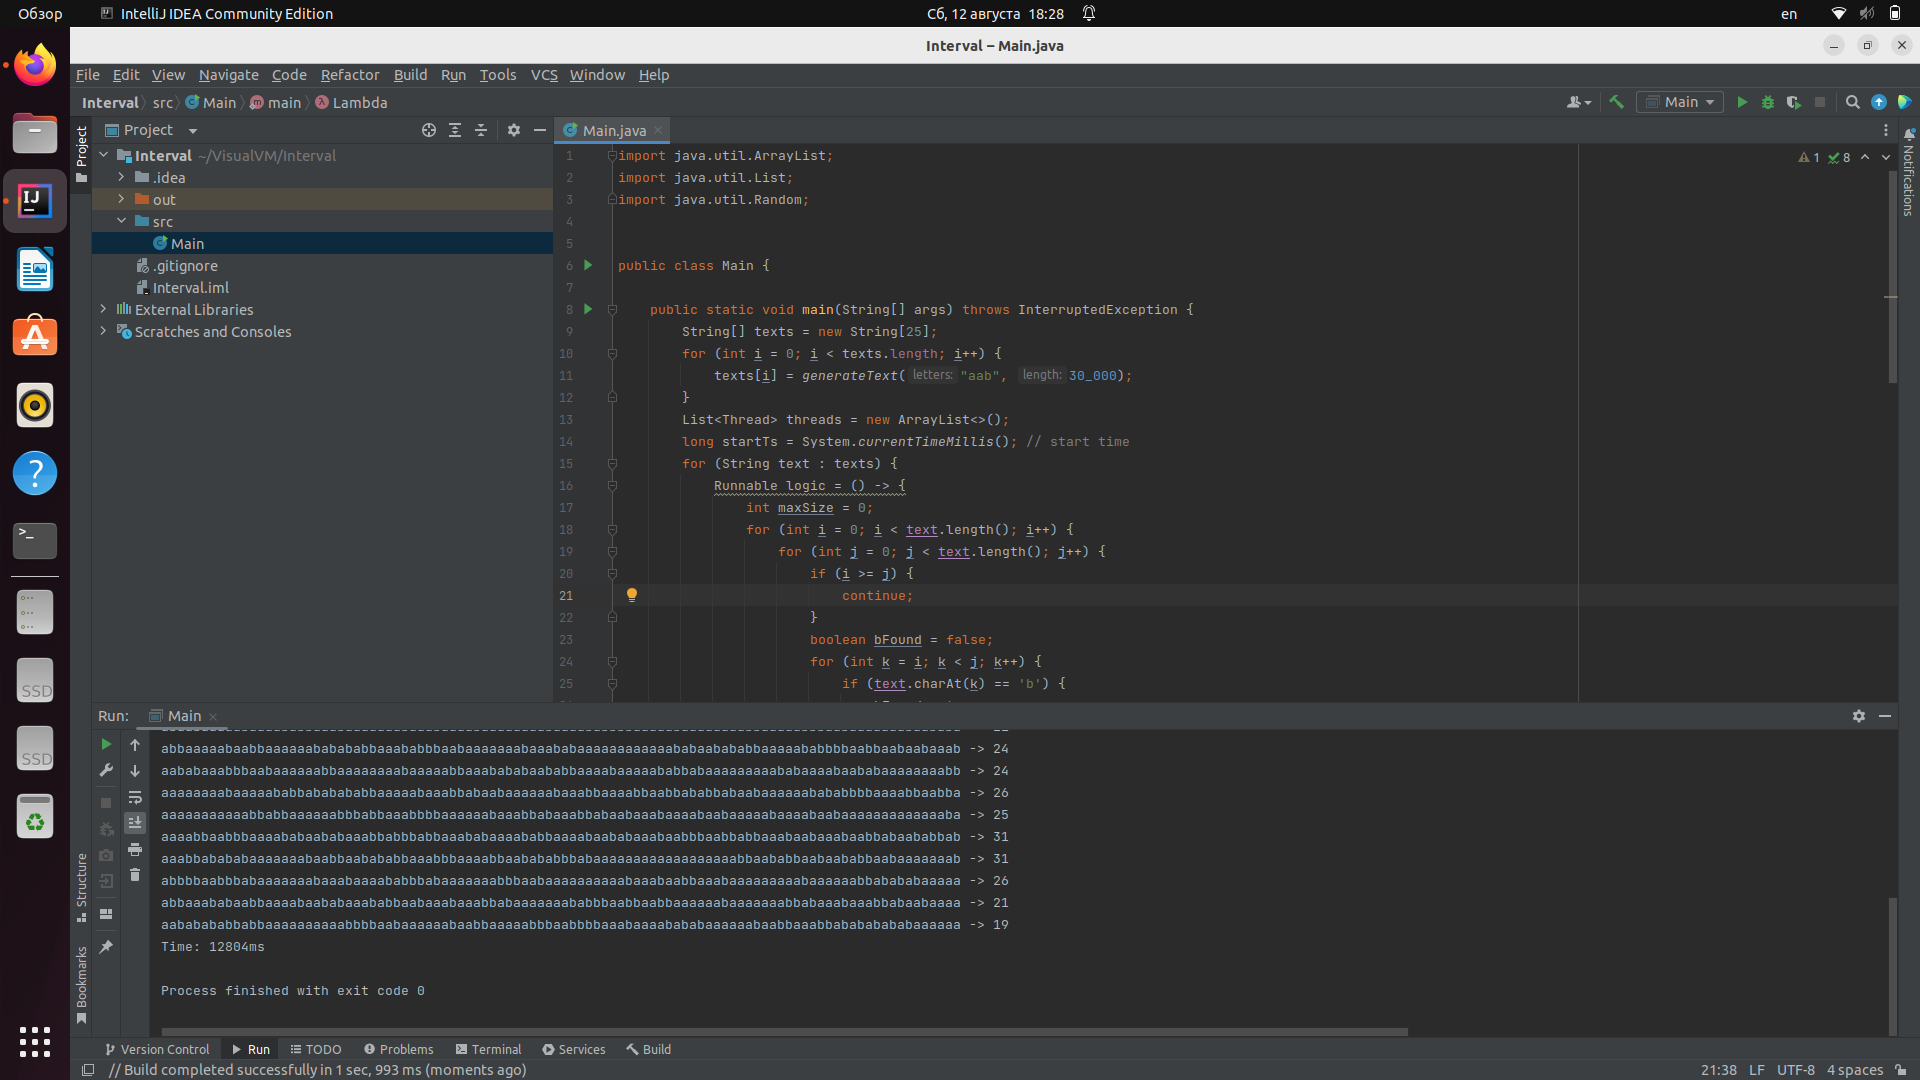 Обзор IntelliJ IDEA Community Edition Сб, 12 августа 18:28 en
Interval – Main.java
File Edit View Navigate Code Refactor Build Run Tools VCS Window Help
Interval src Main main Lambda Main
Project Main.java
Project
Notifications
Interval ~/VisualVM/Interval
.idea
out
src
Main
.gitignore
Interval.iml
External Libraries
Scratches and Consoles
1 8
1 import java.util.ArrayList;
2 import java.util.List;
3 import java.util.Random;
4
5
6 public class Main {
7
8 public static void main(String[] args) throws InterruptedException {
9 String[] texts = new String[25];
10 for (int i = 0; i < texts.length; i++) {
11 texts[i] = generateText( letters: "aab", length: 30_000);
12 }
13 List<Thread> threads = new ArrayList<>();
14 long startTs = System.currentTimeMillis(); // start time
15 for (String text : texts) {
16 Runnable logic = () -> {
17 int maxSize = 0;
18 for (int i = 0; i < text.length(); i++) {
19 for (int j = 0; j < text.length(); j++) {
20 if (i >= j) {
21 continue;
22 }
23 boolean bFound = false;
24 for (int k = i; k < j; k++) {
25 if (text.charAt(k) == 'b') {
Run: Main
-> 24
-> 24
-> 26
-> 25
-> 31
-> 31
-> 26
-> 21
-> 19
Time: 12804ms
Process finished with exit code 0
Structure
Bookmarks
SSD
SSD
Version Control Run TODO Problems Terminal Services Build
// Build completed successfully in 1 sec, 993 ms (moments ago) 21:38 LF UTF-8 4 spaces